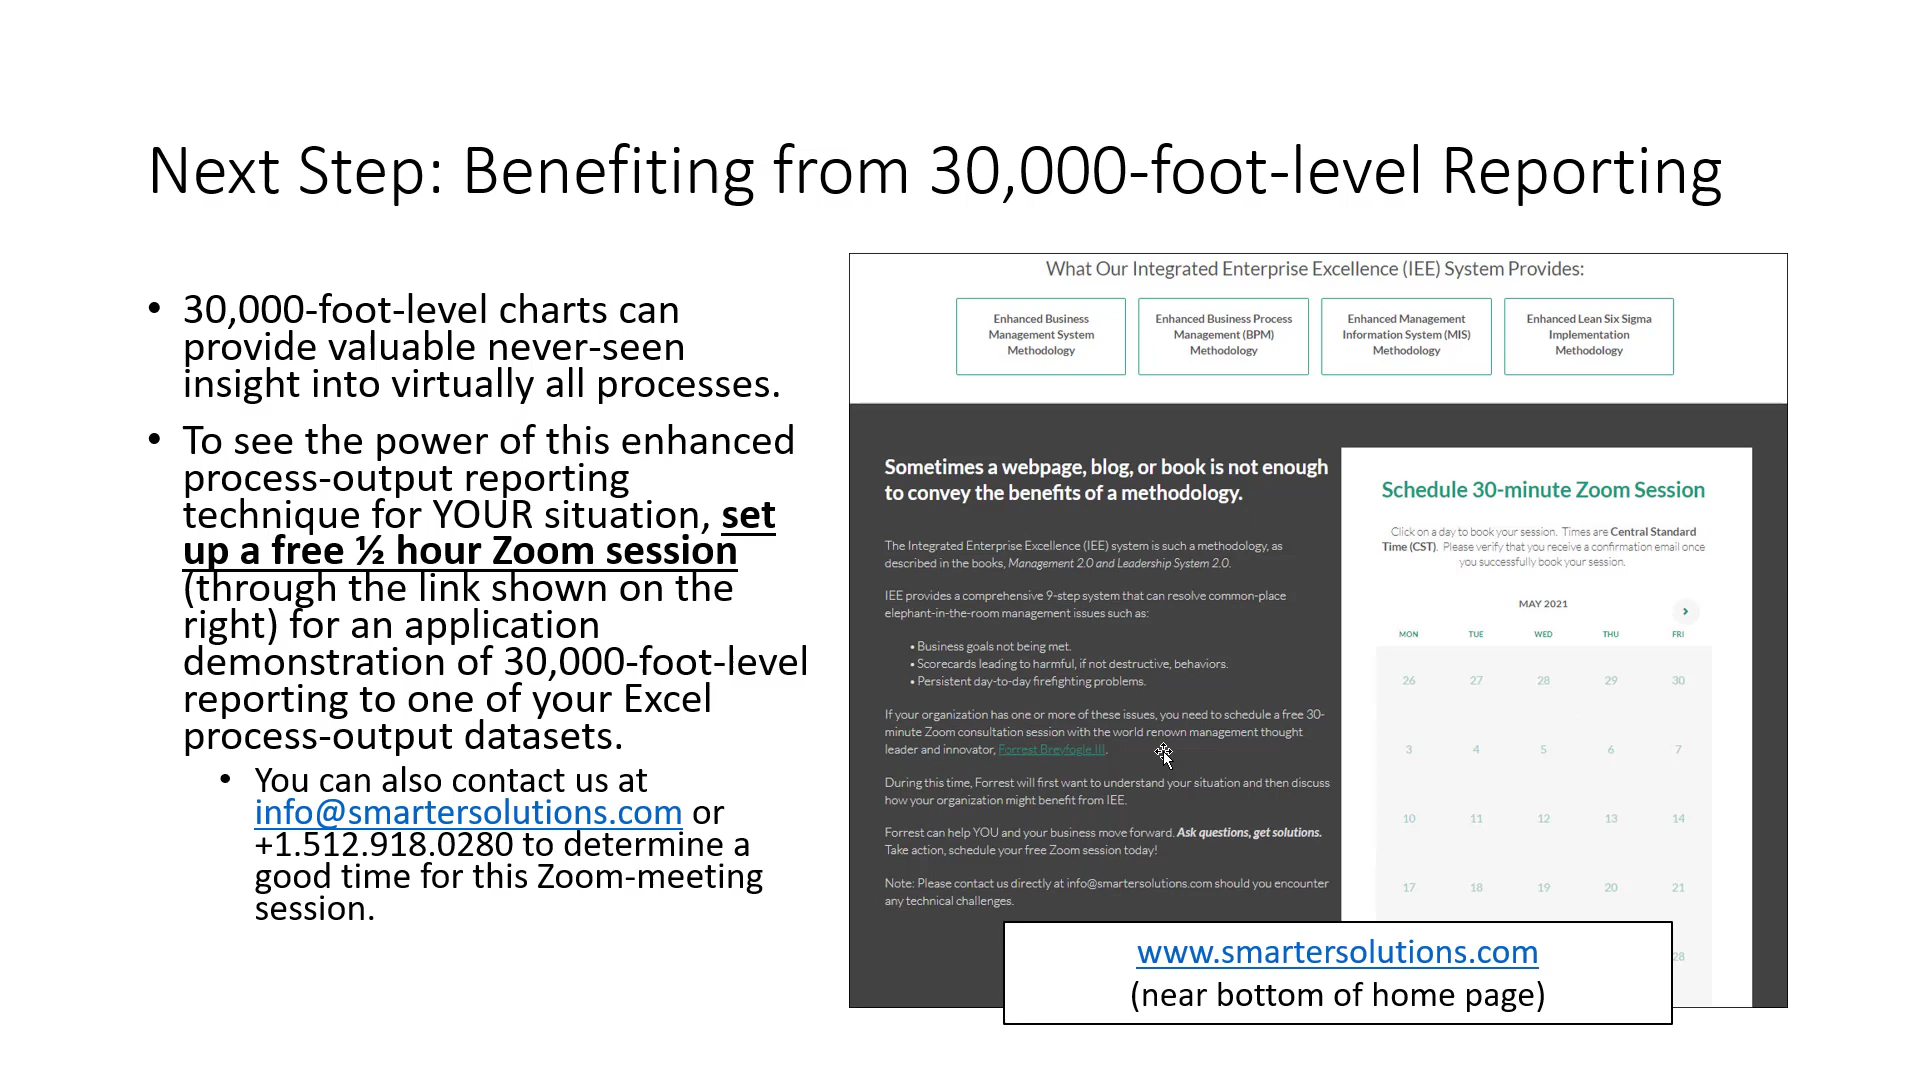 Next Step: Benefiting from 30,000-foot-level Reporting
• 30,000-foot-level charts can
provide valuable never-seen
insight into virtually all processes.
• To see the power of this enhanced
process-output reporting
technique for YOUR situation, set
up a free ½ hour Zoom session
(through the link shown on the
right) for an application
demonstration of 30,000-foot-level
reporting to one of your Excel
process-output datasets.
• You can also contact us at
info@smartersolutions.com or
+1.512.918.0280 to determine a
good time for this Zoom-meeting
session.
What Our Integrated Enterprise Excellence (IEE) System Provides:
Enhanced Business
Management System
Methodology
Enhanced Business Process
Management (BPM)
Methodology
Enhanced Management
Information System (MIS)
Methodology
Enhanced Lean Six Sigma
Implementation
Methodology
Sometimes a webpage, blog, or book is not enough
to convey the benefits of a methodology.
The Integrated Enterprise Excellence (IEE) system is such a methodology, as
described in the books, Management 2.0 and Leadership System 2.0.
IEE provides a comprehensive 9-step system that can resolve common-place
elephant-in-the-room management issues such as:
• Business goals not being met.
• Scorecards leading to harmful, if not destructive, behaviors.
• Persistent day-to-day firefighting problems.
If your organization has one or more of these issues, you need to schedule a free 30-
minute Zoom consultation session with the world renown management thought
leader and innovator, Forrest Breyfogle III.
During this time, Forrest will first want to understand your situation and then discuss
how your organization might benefit from IEE.
Forrest can help YOU and your business move forward. Ask questions, get solutions.
Take action, schedule your free Zoom session today!
Note: Please contact us directly at info@smartersolutions.com should you encounter
any technical challenges.
Schedule 30-minute Zoom Session
Click on a day to book your session. Times are Central Standard
Time (CST). Please verify that you receive a confirmation email once
you successfully book your session.
MAY 2021
MON TUE WED THU FRI
26 27 28 29 30
3 4 5 6 7
10 11 12 13 14
17 18 19 20 21
28
www.smartersolutions.com
(near bottom of home page)